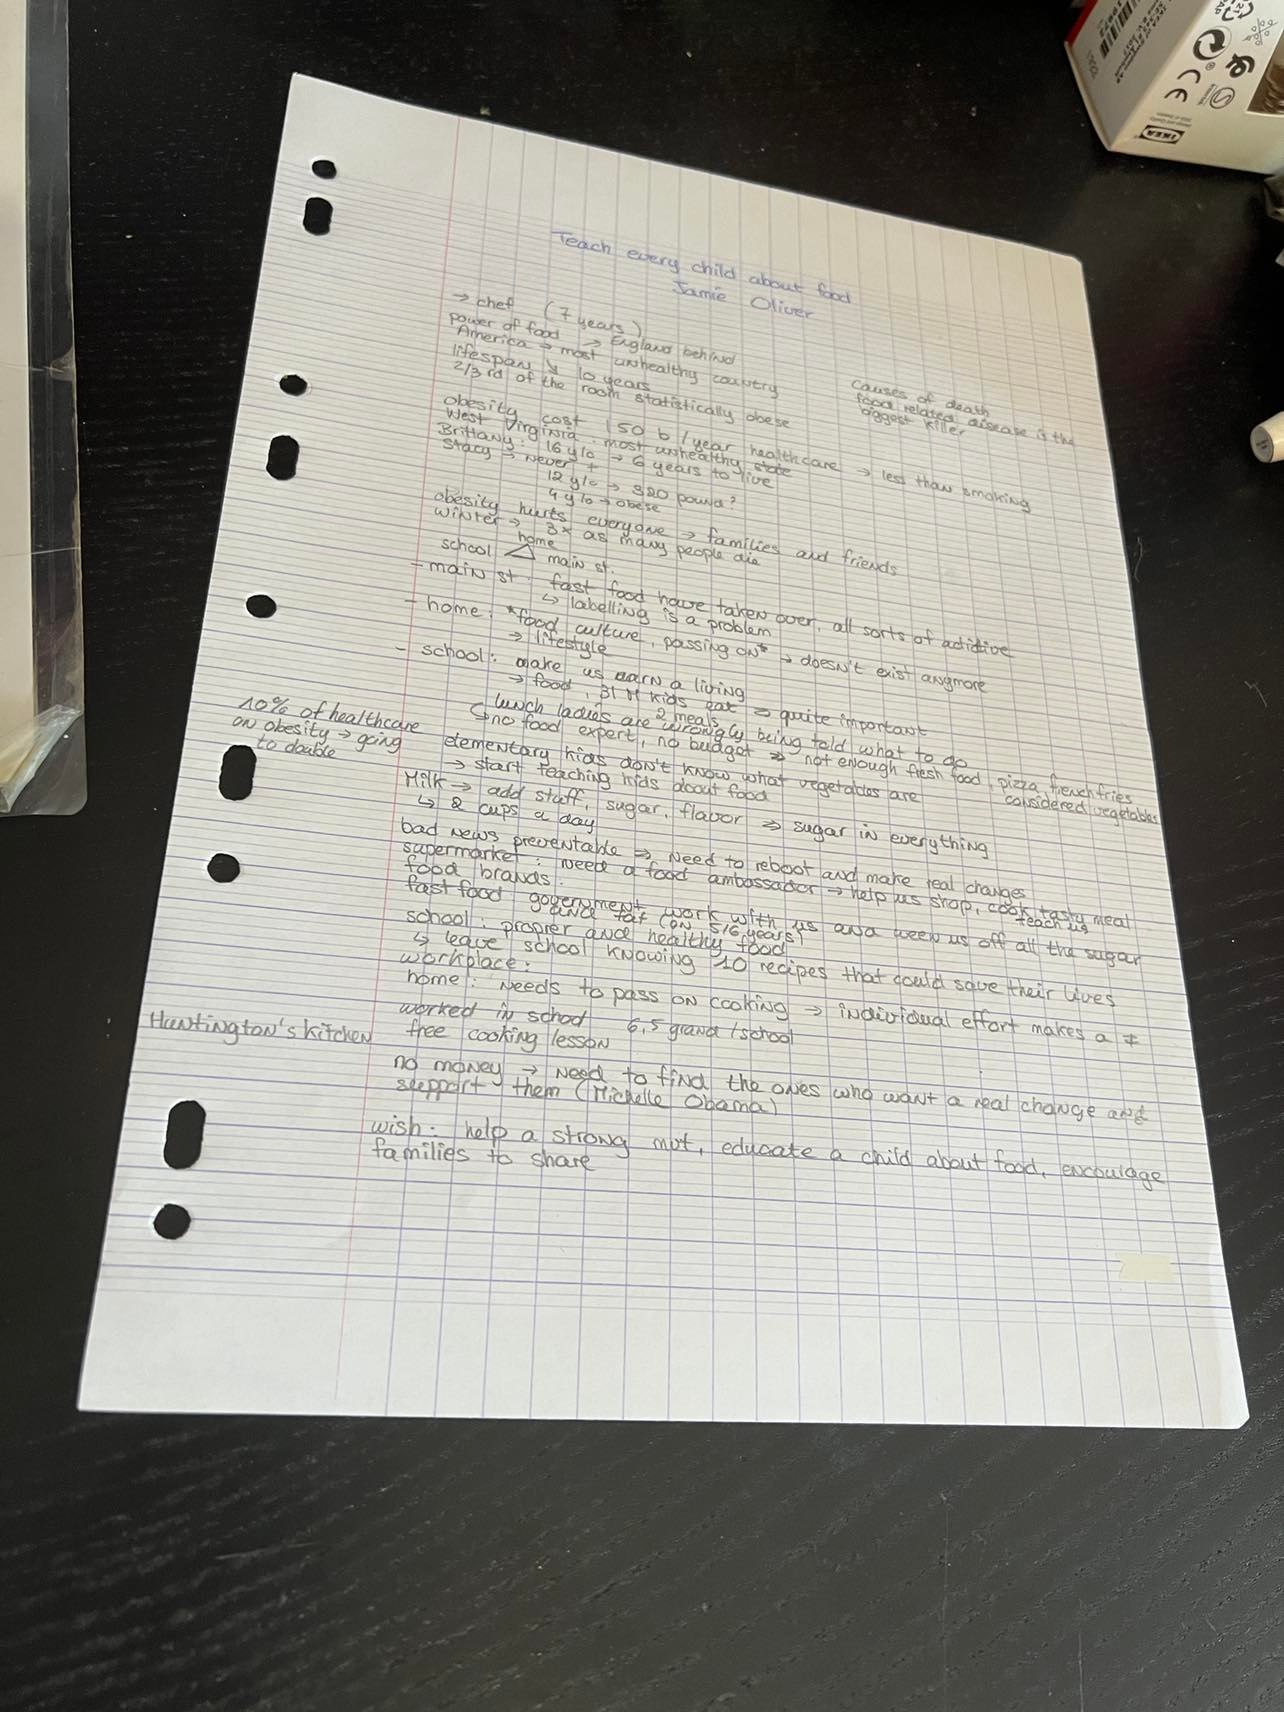 Teach every child about food
Jamie Oliver
→ chef (7 years)
power of food → England behind
America → most unhealthy country
lifespan ↘ 10 years
2/3rd of the room statistically obese
causes of death
food related disease is the
biggest killer
obesity cost 150 b / year healthcare → less than smoking
West Virginia : most unhealthy state
Brittany : 16 y/o → 6 years to live
Stacy → never +
12 y/o → 320 pound?
4 y/o → obese
obesity hurts everyone → families and friends
winter → 3x as many people die
home
school △ main st.
- main st : fast food have taken over, all sorts of additive
↳ labelling is a problem
- home : *food culture, passing on* → doesn't exist anymore
→ lifestyle
- school : make us earn a living
→ food, 31 M kids eat → quite important
2 meals
lunch ladies are wrongly being told what to do
↳ no food expert, no budget ⇒ not enough fresh food, pizza, french fries
considered vegetables
10% of healthcare
on obesity → going
to double
elementary kids don't know what vegetables are
→ start teaching kids about food
Milk → add stuff, sugar, flavor ⇒ sugar in everything
↳ 2 cups a day
bad news preventable ⇒ need to reboot and make real changes
supermarket : need a food ambassador → help us shop, cook tasty meal
teach us
food brands :
fast food : government work with us and ween us off all the sugar
and fat (on 5/6 years)
school : proper and healthy food
↳ leave school knowing 10 recipes that could save their lives
workplace :
home : needs to pass on cooking → individual effort makes a ≠
worked in school 6,5 grand / school
Huntington's kitchen free cooking lesson
no money → need to find the ones who want a real change and
support them (Michelle Obama)
wish : help a strong mvt, educate a child about food, encourage
families to share
IKEA
CE